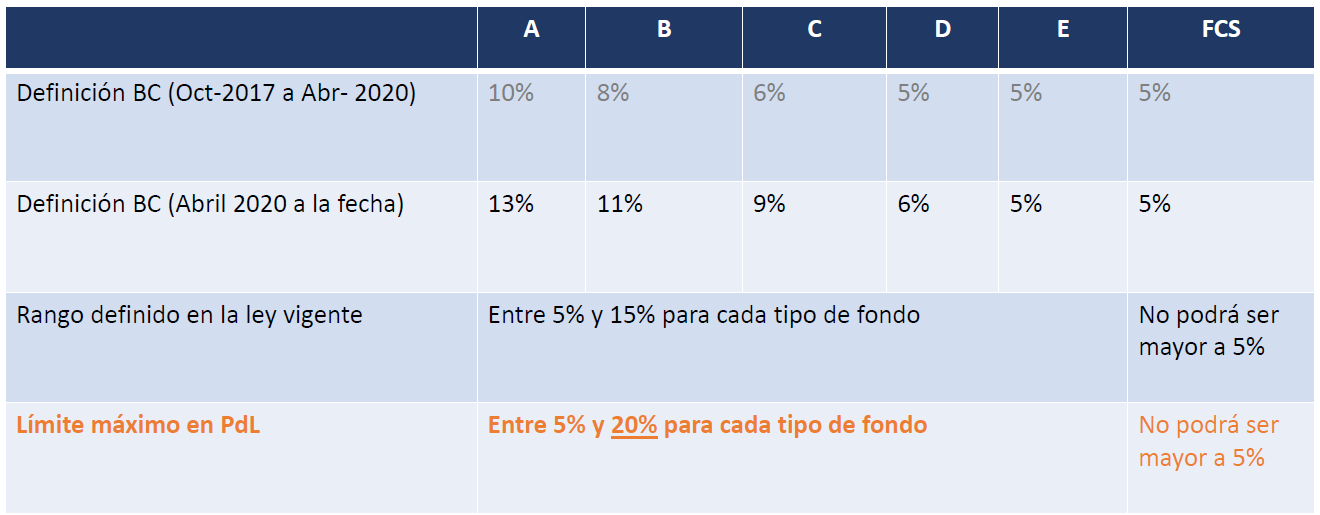 A B C D E FCS
Definición BC (Oct-2017 a Abr- 2020) 10% 8% 6% 5% 5% 5%
Definición BC (Abril 2020 a la fecha) 13% 11% 9% 6% 5% 5%
Rango definido en la ley vigente Entre 5% y 15% para cada tipo de fondo No podrá ser
mayor a 5%
Límite máximo en PdL Entre 5% y 20% para cada tipo de fondo No podrá ser
mayor a 5%